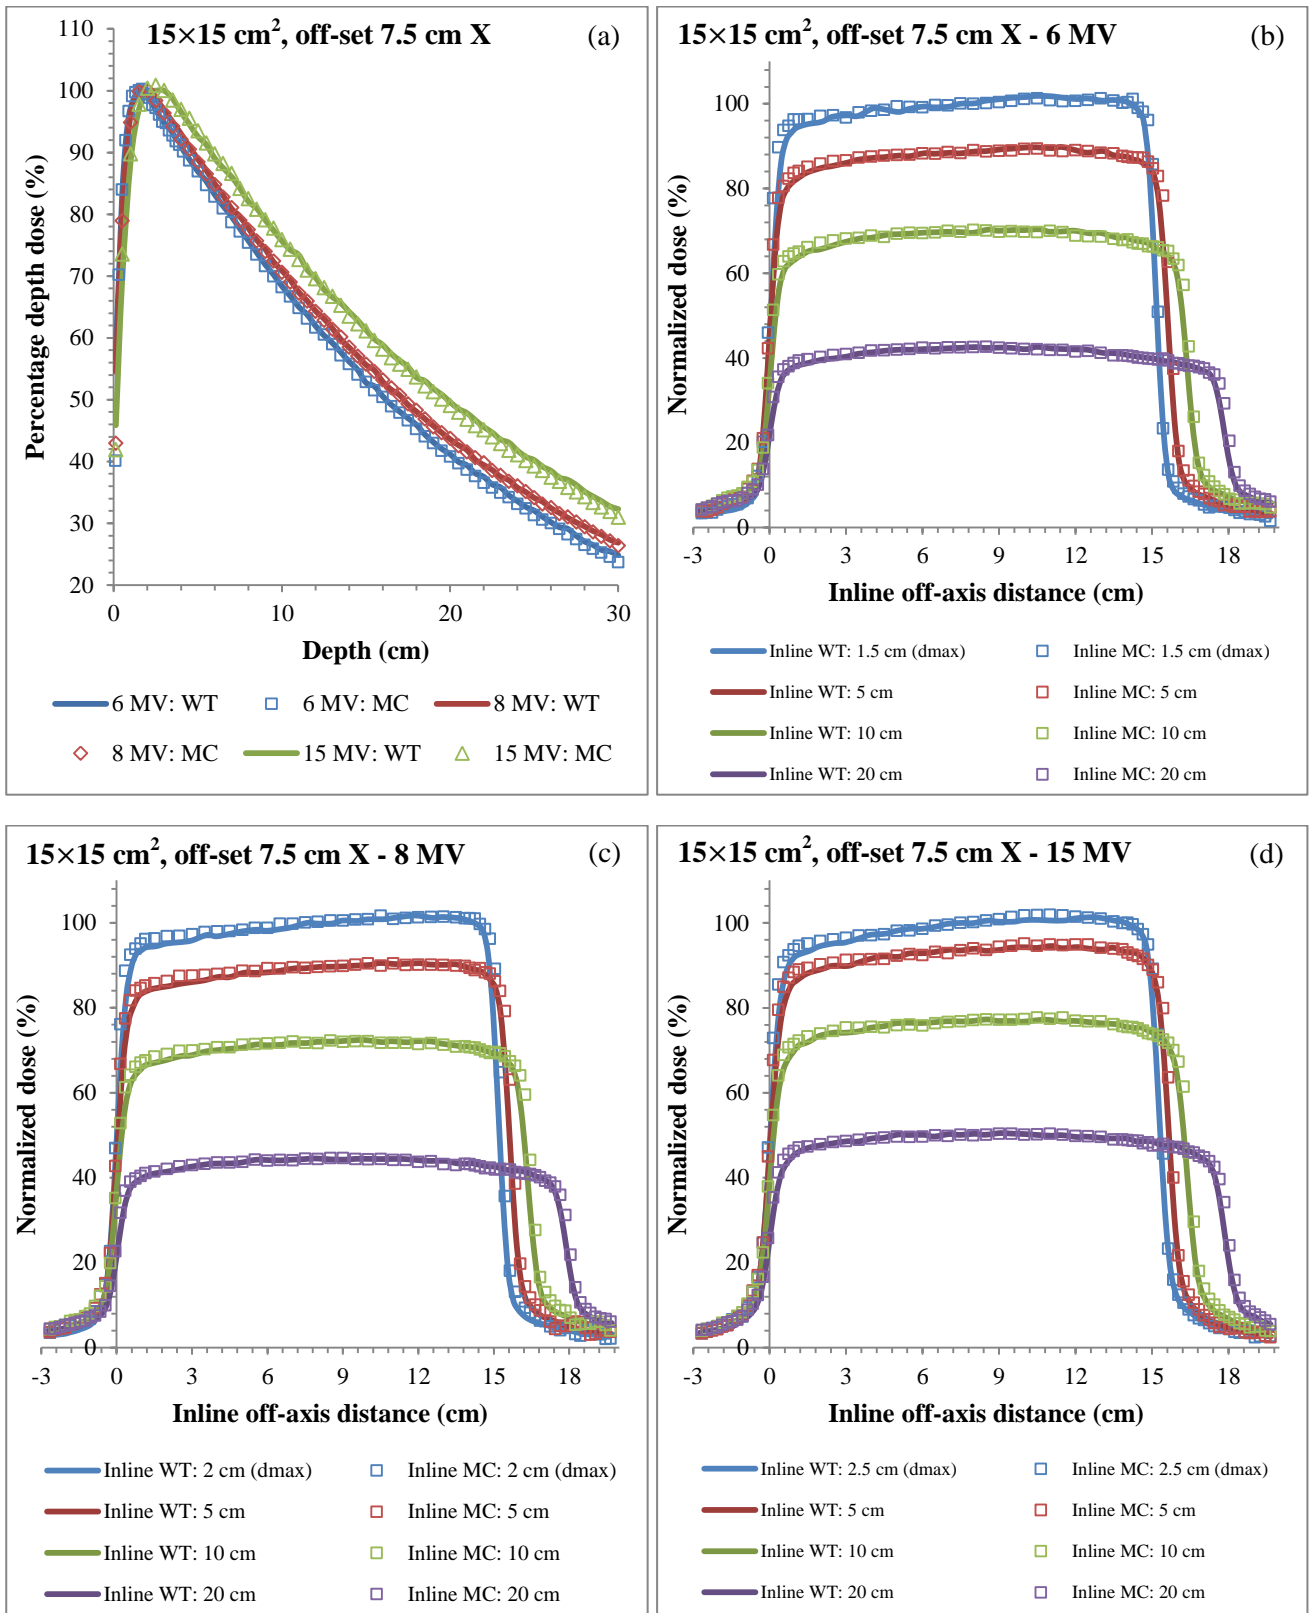 15×15 cm², off-set 7.5 cm X (a)
110
100
90
80
70
60
50
40
30
20
Percentage depth dose (%)
0 10 20 30
Depth (cm)
6 MV: WT 6 MV: MC 8 MV: WT
8 MV: MC 15 MV: WT 15 MV: MC
15×15 cm², off-set 7.5 cm X - 6 MV (b)
100
80
60
40
20
0
Normalized dose (%)
-3 0 3 6 9 12 15 18
Inline off-axis distance (cm)
Inline WT: 1.5 cm (dmax) Inline MC: 1.5 cm (dmax)
Inline WT: 5 cm Inline MC: 5 cm
Inline WT: 10 cm Inline MC: 10 cm
Inline WT: 20 cm Inline MC: 20 cm
15×15 cm², off-set 7.5 cm X - 8 MV (c)
100
80
60
40
20
0
Normalized dose (%)
-3 0 3 6 9 12 15 18
Inline off-axis distance (cm)
Inline WT: 2 cm (dmax) Inline MC: 2 cm (dmax)
Inline WT: 5 cm Inline MC: 5 cm
Inline WT: 10 cm Inline MC: 10 cm
Inline WT: 20 cm Inline MC: 20 cm
15×15 cm², off-set 7.5 cm X - 15 MV (d)
100
80
60
40
20
0
Normalized dose (%)
-3 0 3 6 9 12 15 18
Inline off-axis distance (cm)
Inline WT: 2.5 cm (dmax) Inline MC: 2.5 cm (dmax)
Inline WT: 5 cm Inline MC: 5 cm
Inline WT: 10 cm Inline MC: 10 cm
Inline WT: 20 cm Inline MC: 20 cm